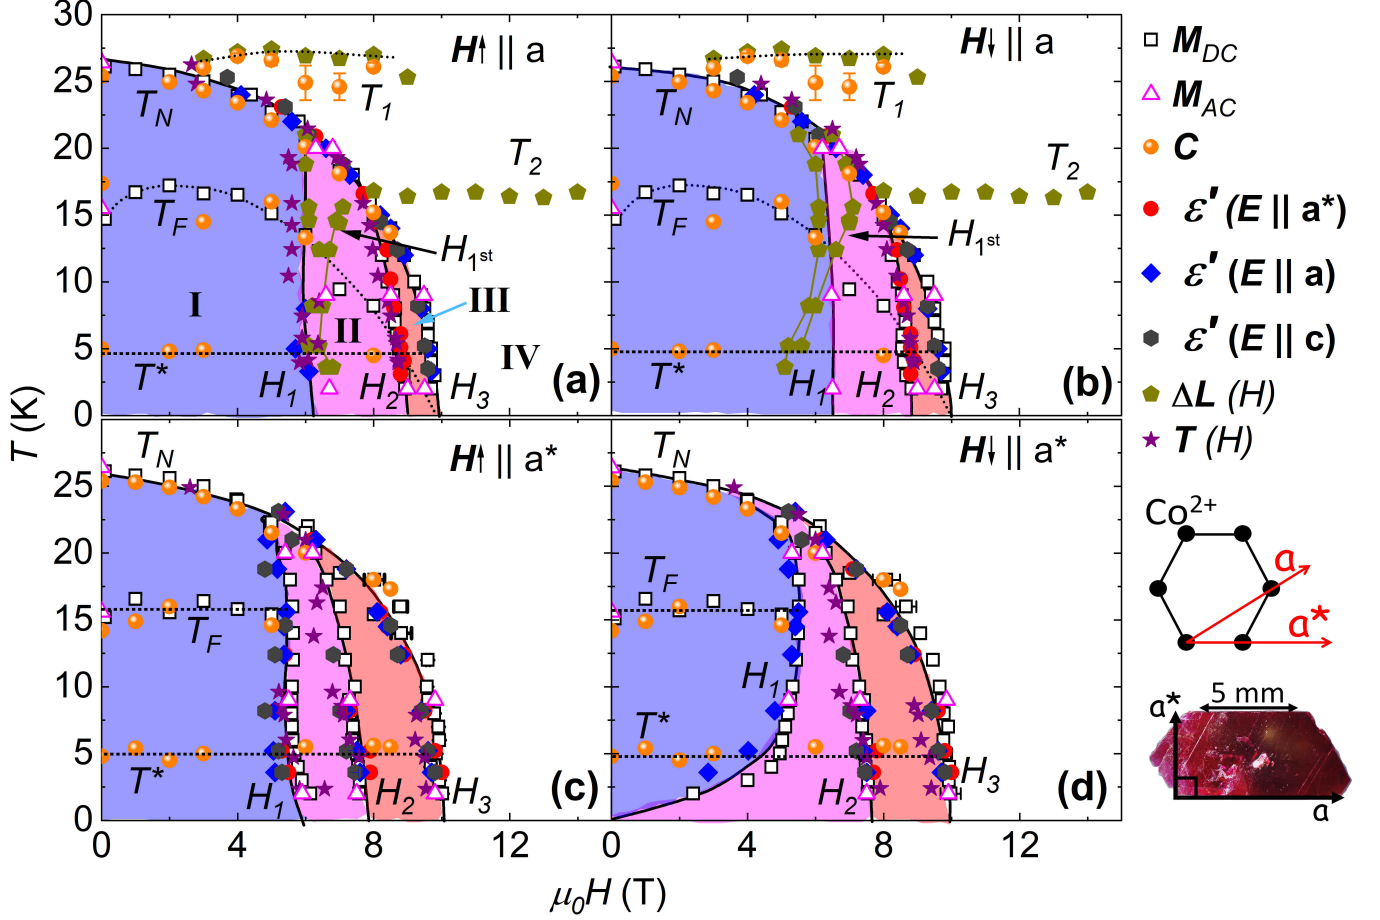 30
25
20
15
10
5
0
T (K)
H↑ || a
T_N
T_1
T_2
T_F
H_1st
I
II
III
IV
T*
H_1
H_2
H_3
(a)
H↓ || a
T_N
T_1
T_2
T_F
H_1st
T*
H_1
H_2
H_3
(b)
25
20
15
10
5
0
T_N
H↑ || a*
T_F
T_F
T*
H_1
H_2
H_3
(c)
T_N
H↓ || a*
T_F
H_1
T*
H_2
H_3
(d)
0 4 8 12
0 4 8 12
μ₀H (T)
M_DC
M_AC
C
ε′ (E || a*)
ε′ (E || a)
ε′ (E || c)
ΔL (H)
T (H)
Co²⁺
a
a*
a*
5 mm
a